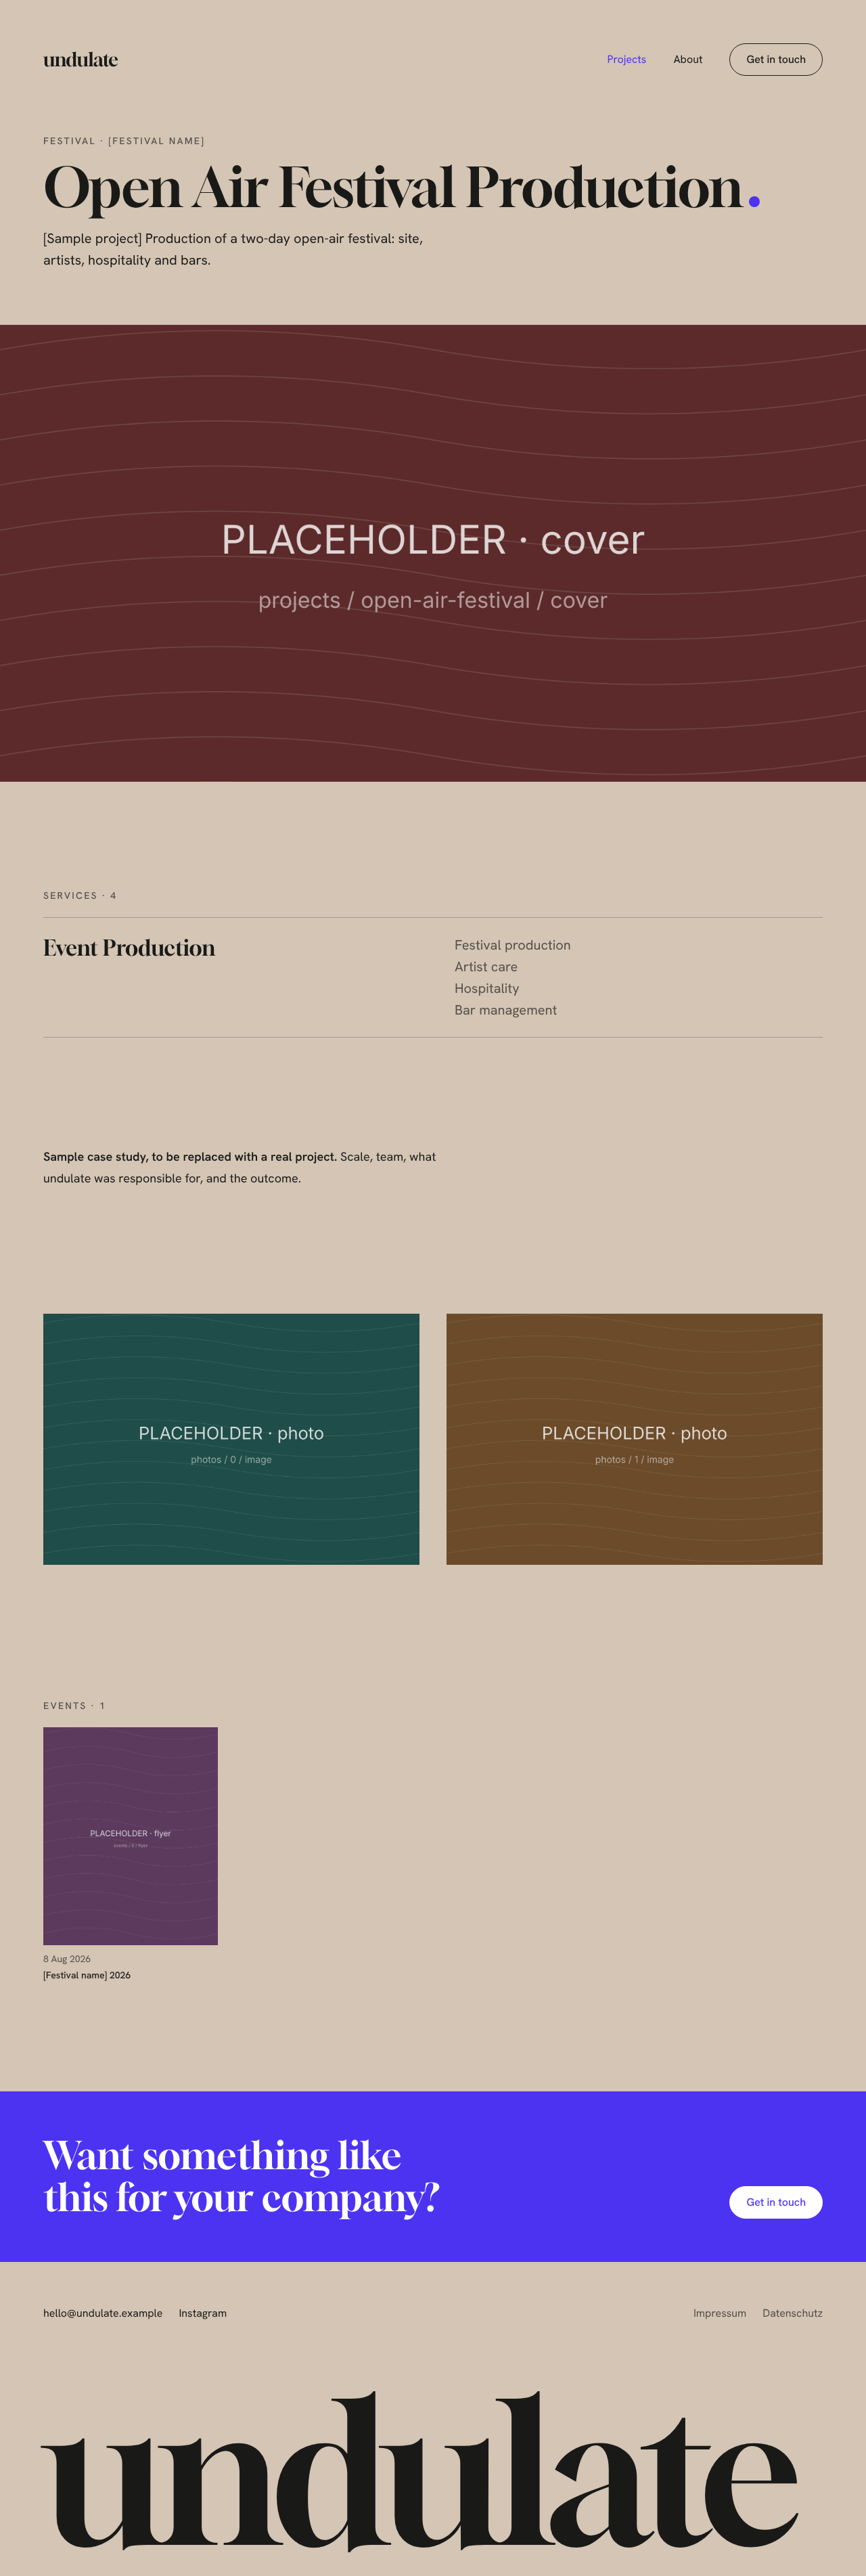 undulate
Projects
About
Get in touch
FESTIVAL · [FESTIVAL NAME]
Open Air Festival Production.
[Sample project] Production of a two-day open-air festival: site,
artists, hospitality and bars.
PLACEHOLDER · cover
projects / open-air-festival / cover
SERVICES · 4
Event Production
Festival production
Artist care
Hospitality
Bar management
Sample case study, to be replaced with a real project. Scale, team, what
undulate was responsible for, and the outcome.
PLACEHOLDER · photo
photos / 0 / image
PLACEHOLDER · photo
photos / 1 / image
EVENTS · 1
PLACEHOLDER · flyer
events / 0 / flyer
8 Aug 2026
[Festival name] 2026
Want something like
this for your company?
Get in touch
hello@undulate.example
Instagram
Impressum
Datenschutz
undulate